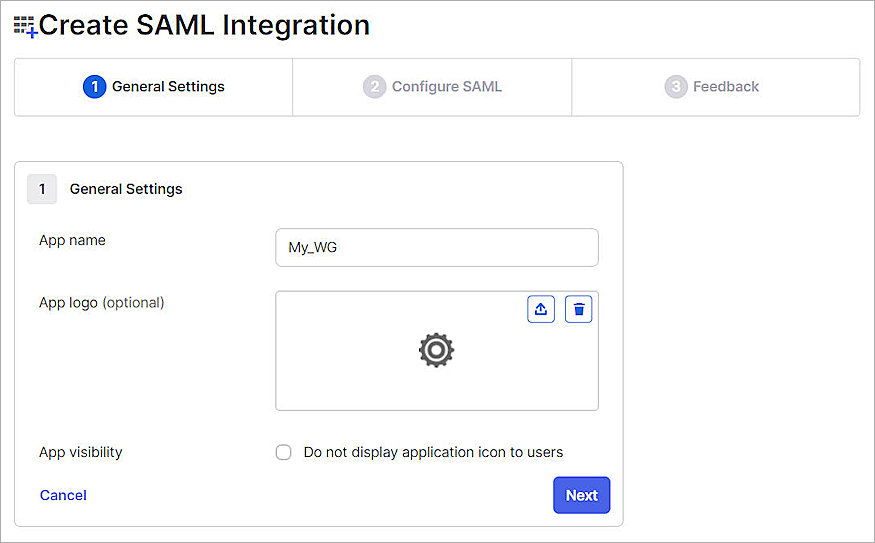 Create SAML Integration
1 General Settings
2 Configure SAML
3 Feedback
1 General Settings
App name
My_WG
App logo (optional)
App visibility
Do not display application icon to users
Cancel
Next